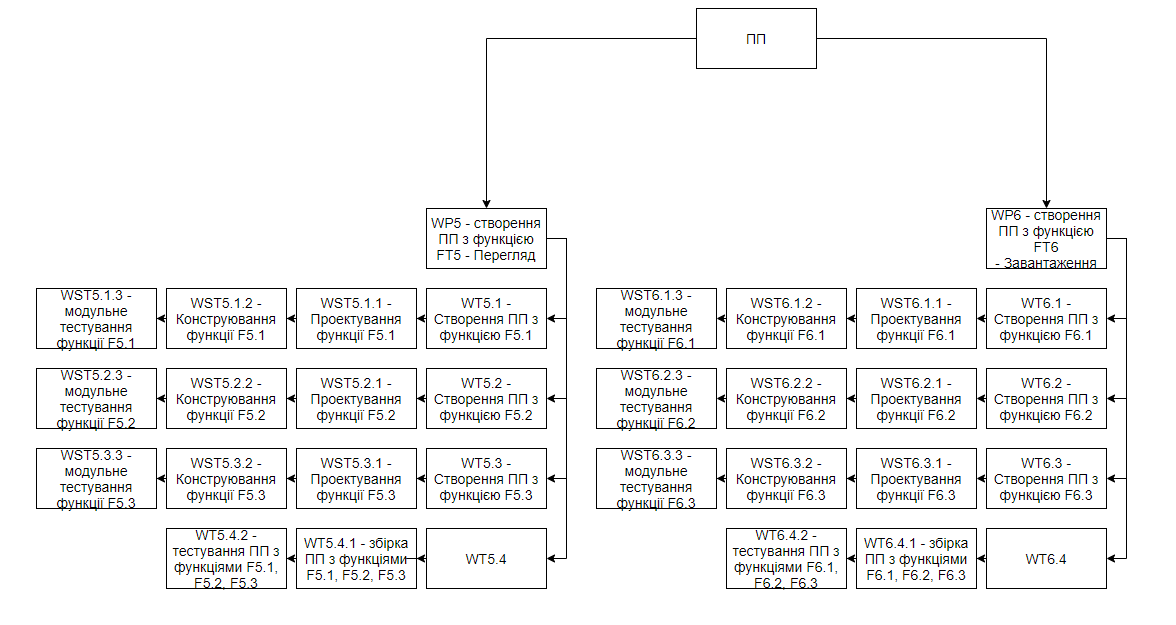 ПП
WP5 - створення
ПП з функцією
FT5 - Перегляд
WP6 - створення
ПП з функцією
FT6
- Завантаження
WST5.1.3 -
модульне
тестування
функції F5.1
WST5.1.2 -
Конструювання
функції F5.1
WST5.1.1 -
Проектування
функції F5.1
WT5.1 -
Створення ПП з
функцією F5.1
WST6.1.3 -
модульне
тестування
функції F6.1
WST6.1.2 -
Конструювання
функції F6.1
WST6.1.1 -
Проектування
функції F6.1
WT6.1 -
Створення ПП з
функцією F6.1
WST5.2.3 -
модульне
тестування
функції F5.2
WST5.2.2 -
Конструювання
функції F5.2
WST5.2.1 -
Проектування
функції F5.2
WT5.2 -
Створення ПП з
функцією F5.2
WST6.2.3 -
модульне
тестування
функції F6.2
WST6.2.2 -
Конструювання
функції F6.2
WST6.2.1 -
Проектування
функції F6.2
WT6.2 -
Створення ПП з
функцією F6.2
WST5.3.3 -
модульне
тестування
функції F5.3
WST5.3.2 -
Конструювання
функції F5.3
WST5.3.1 -
Проектування
функції F5.3
WT5.3 -
Створення ПП з
функцією F5.3
WST6.3.3 -
модульне
тестування
функції F6.3
WST6.3.2 -
Конструювання
функції F6.3
WST6.3.1 -
Проектування
функції F6.3
WT6.3 -
Створення ПП з
функцією F6.3
WT5.4.2 -
тестування ПП з
функціями F5.1,
F5.2, F5.3
WT5.4.1 - збірка
ПП з функціями
F5.1, F5.2, F5.3
WT5.4
WT6.4.2 -
тестування ПП з
функціями F6.1,
F6.2, F6.3
WT6.4.1 - збірка
ПП з функціями
F6.1, F6.2, F6.3
WT6.4